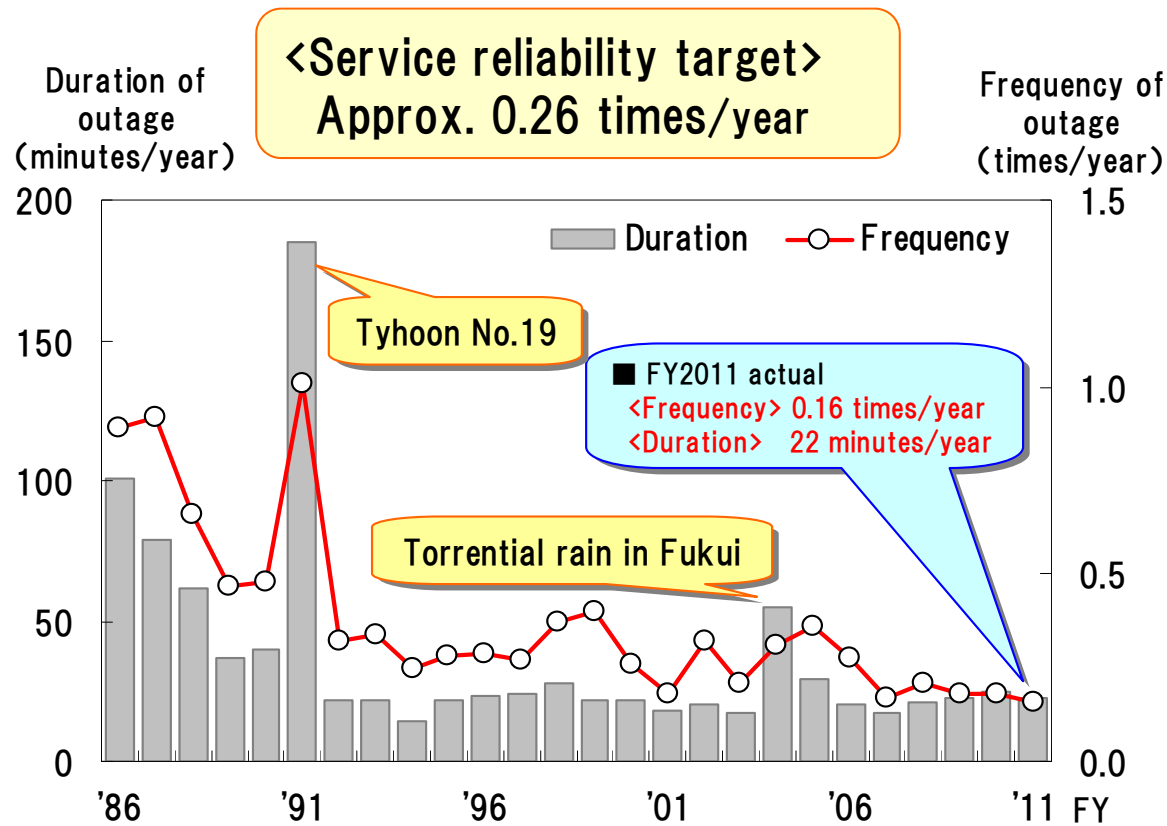 <Service reliability target>
Approx. 0.26 times/year
Duration of
outage
(minutes/year)
Frequency of
outage
(times/year)
200
150
100
50
0
1.5
1.0
0.5
0.0
Duration
Frequency
Tyhoon No.19
■ FY2011 actual
<Frequency> 0.16 times/year
<Duration> 22 minutes/year
Torrential rain in Fukui
'86 '91 '96 '01 '06 '11 FY